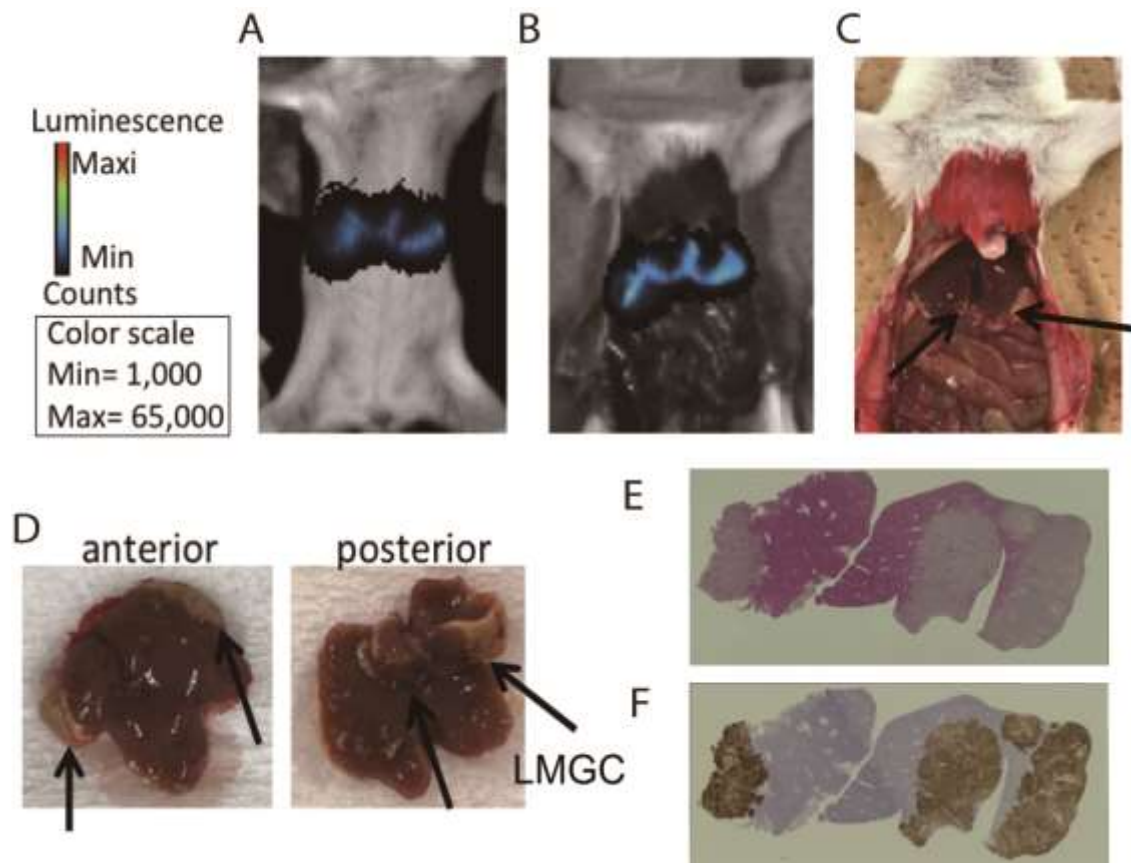 A
B
C
Luminescence
Maxi
Min
Counts
Color scale
Min= 1,000
Max= 65,000
D
anterior
posterior
LMGC
E
F